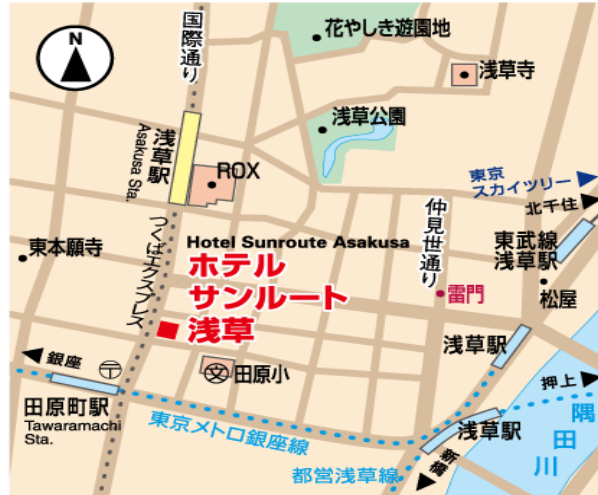 N
国際通り
花やしき遊園地
浅草寺
浅草公園
浅草駅
Asakusa Sta.
ROX
東京
スカイツリー
北千住
仲見世通り
東武線
浅草駅
東本願寺
つくばエクスプレス
Hotel Sunroute Asakusa
ホテル
サンルート
浅草
雷門
松屋
浅草駅
銀座
〒
文
田原小
押上
田原町駅
Tawaramachi
Sta.
東京メトロ銀座線
浅草駅
隅田川
新橋
都営浅草線